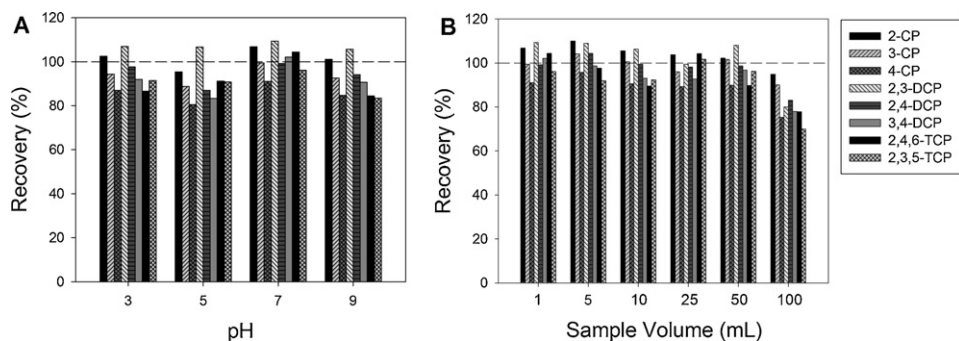 A
Recovery (%)
120
100
80
60
40
20
0
3 5 7 9
pH
B
Recovery (%)
120
100
80
60
40
20
0
1 5 10 25 50 100
Sample Volume (mL)
2-CP
3-CP
4-CP
2,3-DCP
2,4-DCP
3,4-DCP
2,4,6-TCP
2,3,5-TCP